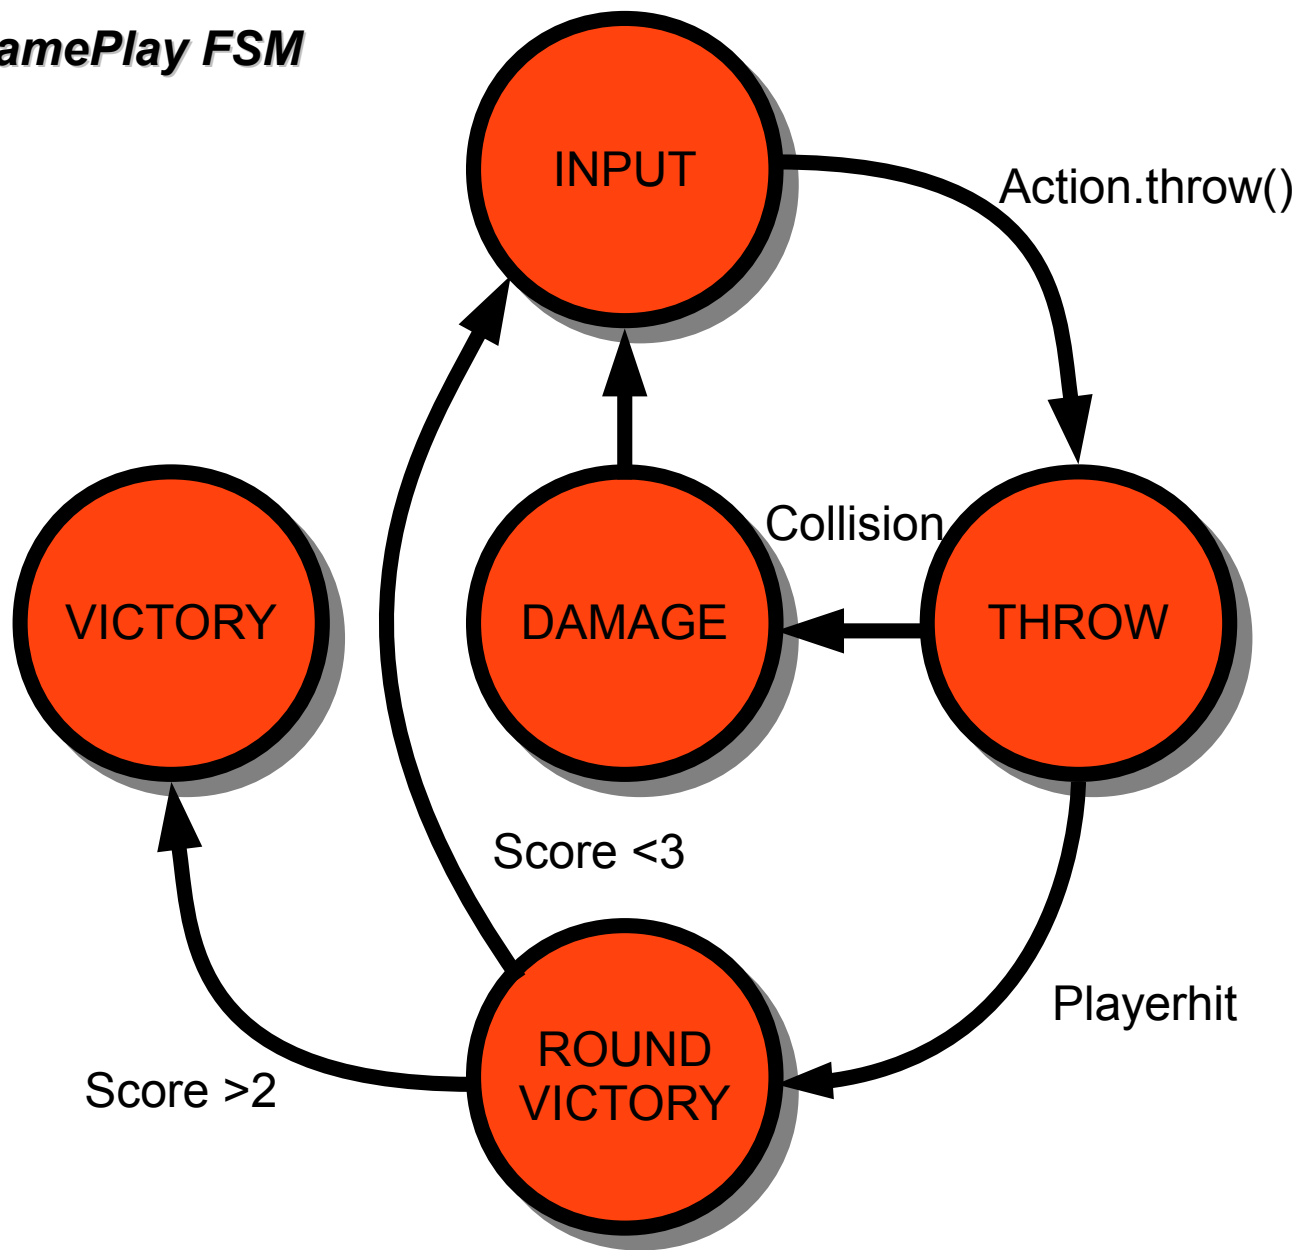 amePlay FSM
INPUT
Action.throw()
Collision
VICTORY
DAMAGE
THROW
Score <3
Playerhit
ROUND
VICTORY
Score >2